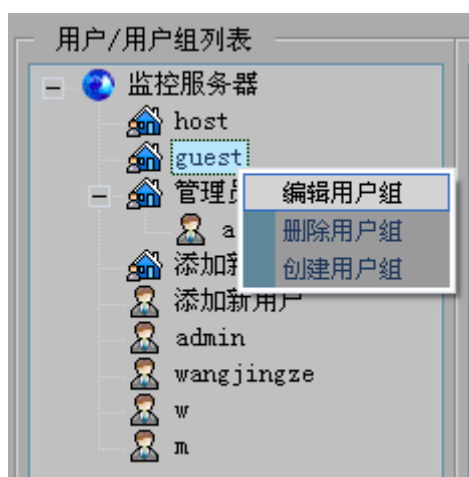 用户/用户组列表
监控服务器
host
guest
管理
编辑用户组
a
删除用户组
添加
创建用户组
添加新用户
admin
wangjingze
w
m